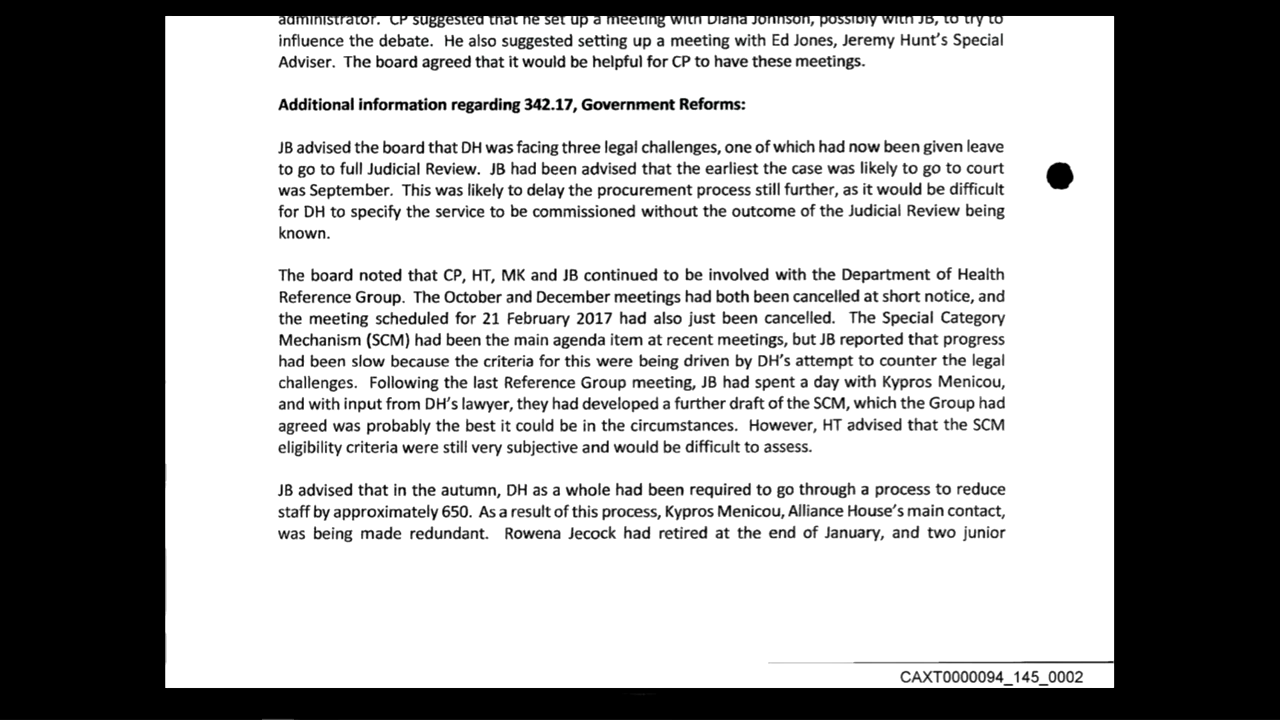 administrator. CP suggested that he set up a meeting with Diana Johnson, possibly with JB, to try to
influence the debate. He also suggested setting up a meeting with Ed Jones, Jeremy Hunt's Special
Adviser. The board agreed that it would be helpful for CP to have these meetings.
Additional information regarding 342.17, Government Reforms:
JB advised the board that DH was facing three legal challenges, one of which had now been given leave
to go to full Judicial Review. JB had been advised that the earliest the case was likely to go to court
was September. This was likely to delay the procurement process still further, as it would be difficult
for DH to specify the service to be commissioned without the outcome of the Judicial Review being
known.
The board noted that CP, HT, MK and JB continued to be involved with the Department of Health
Reference Group. The October and December meetings had both been cancelled at short notice, and
the meeting scheduled for 21 February 2017 had also just been cancelled. The Special Category
Mechanism (SCM) had been the main agenda item at recent meetings, but JB reported that progress
had been slow because the criteria for this were being driven by DH's attempt to counter the legal
challenges. Following the last Reference Group meeting, JB had spent a day with Kypros Menicou,
and with input from DH's lawyer, they had developed a further draft of the SCM, which the Group had
agreed was probably the best it could be in the circumstances. However, HT advised that the SCM
eligibility criteria were still very subjective and would be difficult to assess.
JB advised that in the autumn, DH as a whole had been required to go through a process to reduce
staff by approximately 650. As a result of this process, Kypros Menicou, Alliance House's main contact,
was being made redundant. Rowena Jecock had retired at the end of January, and two junior
CAXT0000094_145_0002